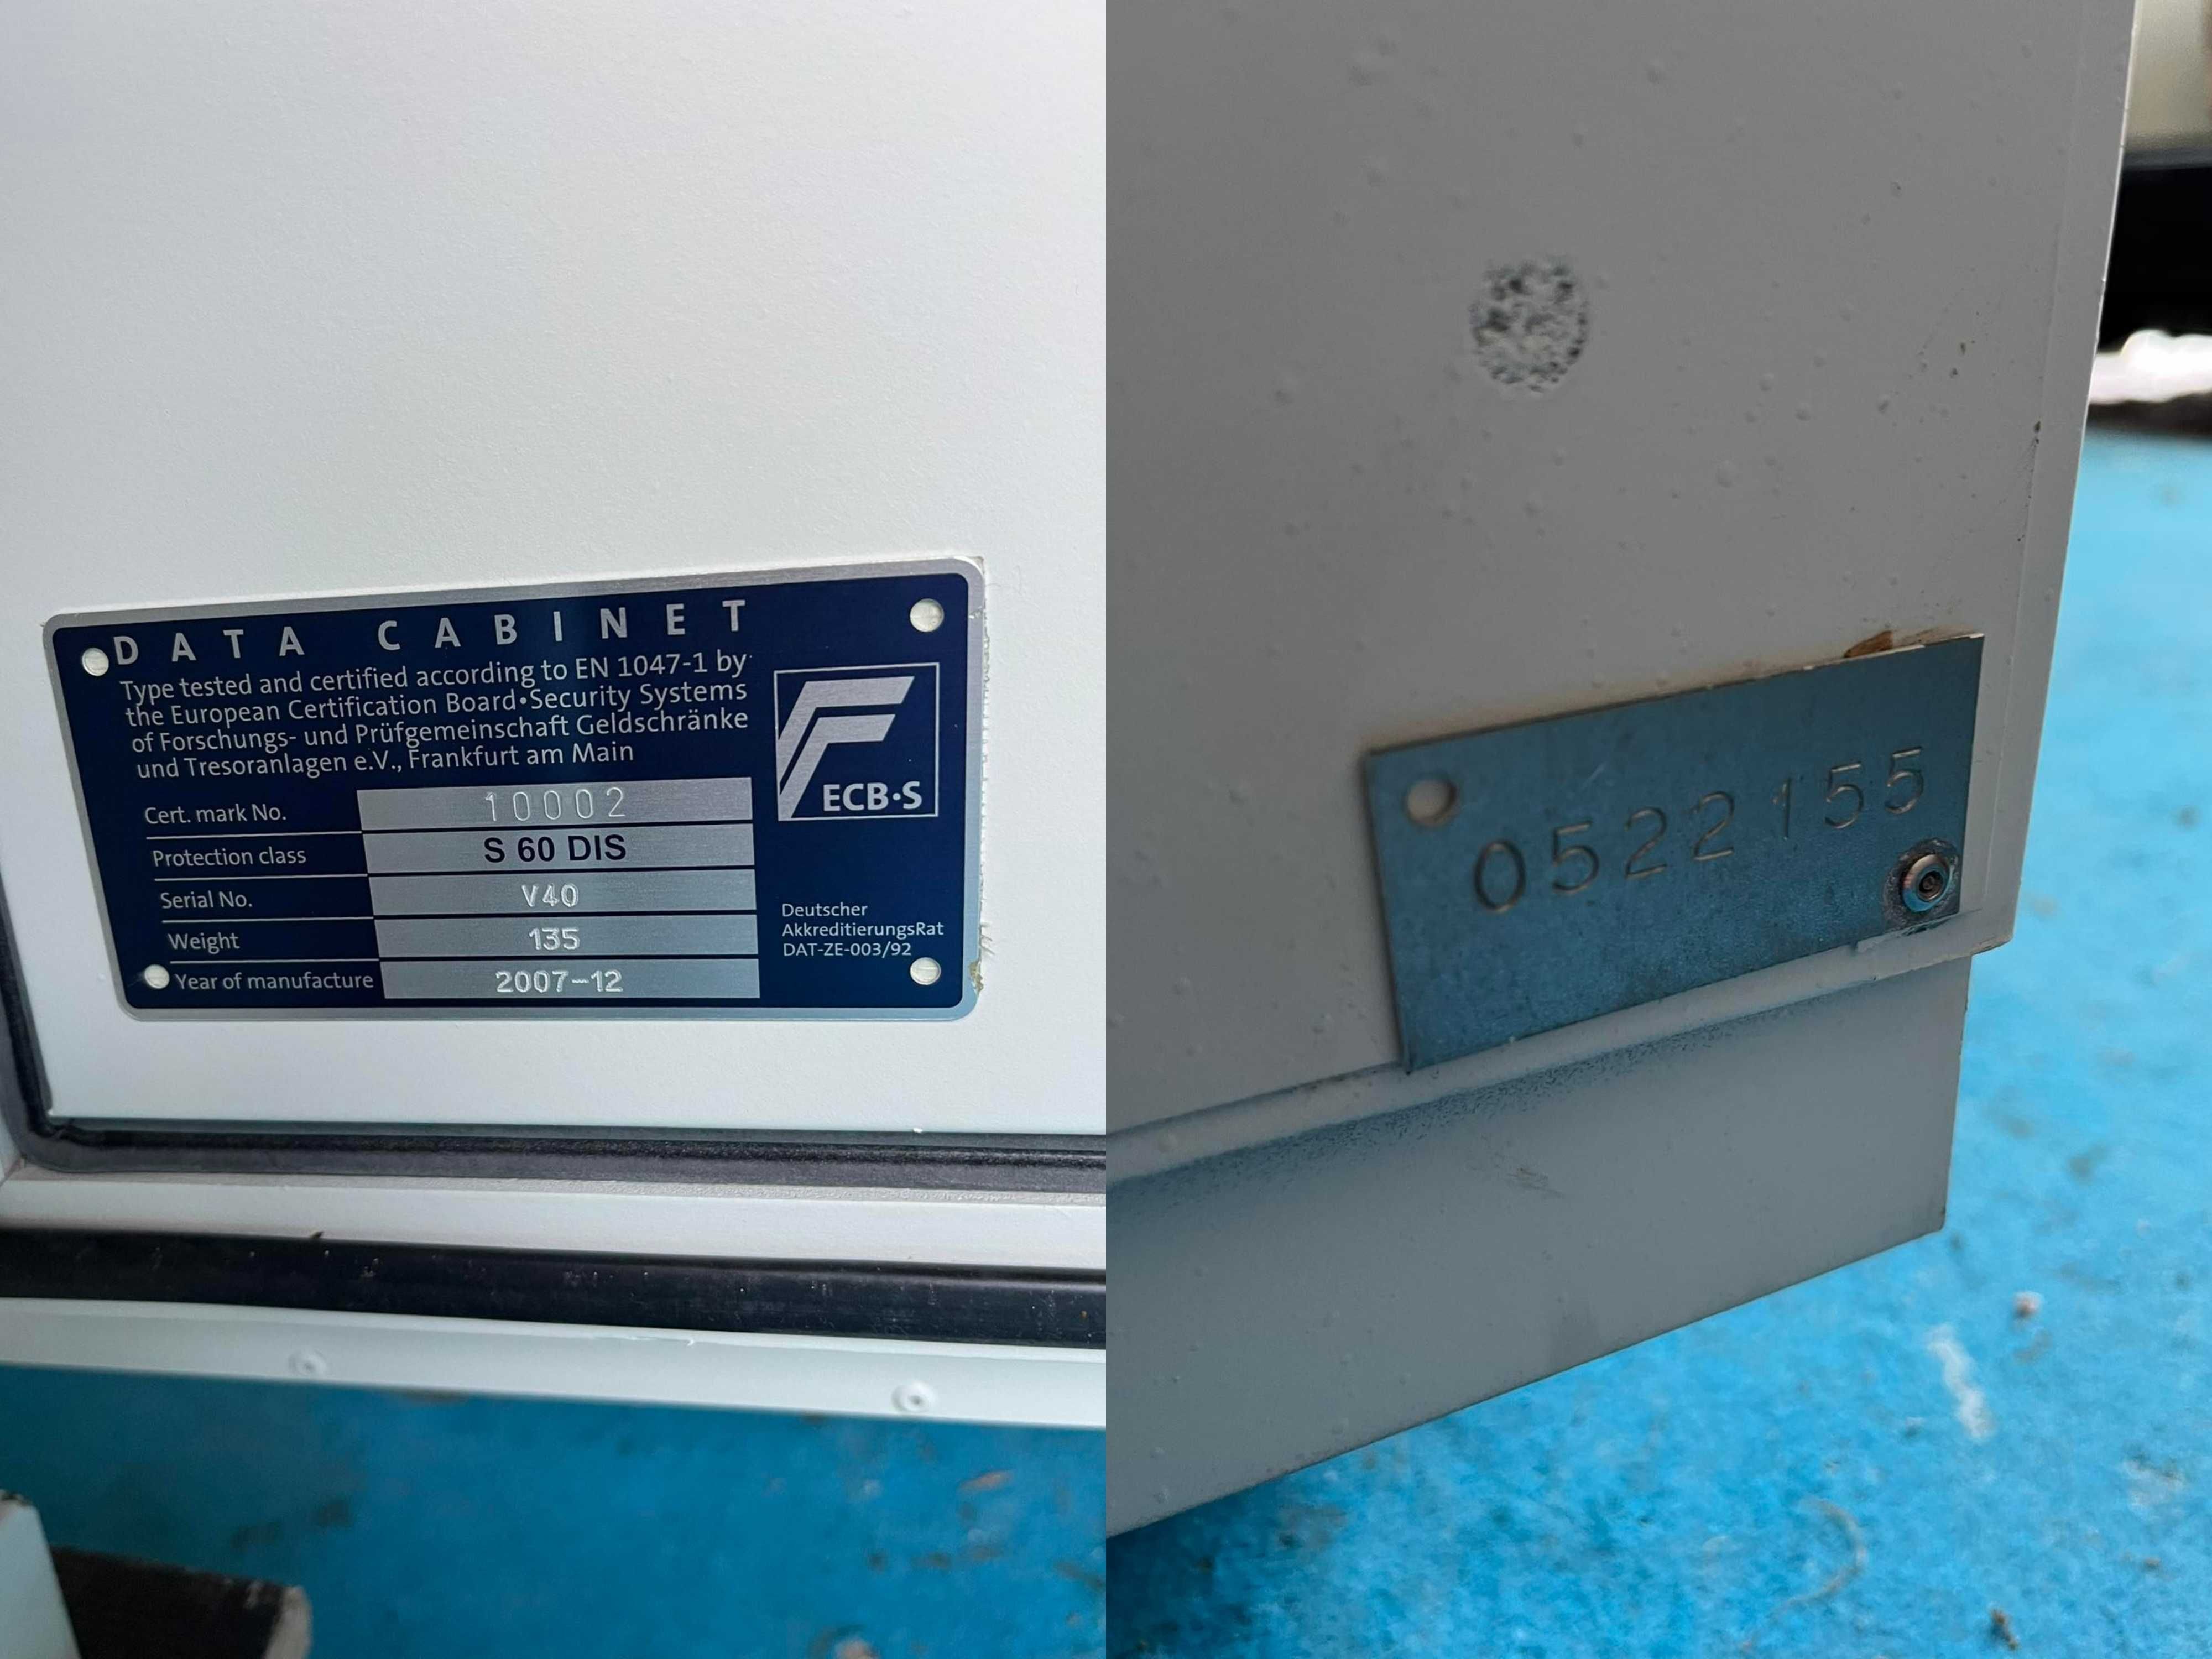 DATA CABINET
Type tested and certified according to EN 1047-1 by
the European Certification Board•Security Systems
of Forschungs- und Prüfgemeinschaft Geldschränke
und Tresoranlagen e.V., Frankfurt am Main
ECB•S
Cert. mark No. 10002
Protection class S 60 DIS
Serial No. V40
Weight 135
Year of manufacture 2007-12
Deutscher
AkkreditierungsRat
DAT-ZE-003/92
0522155